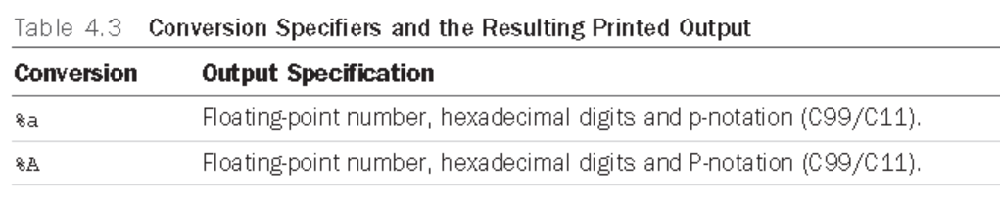 Table 4.3 Conversion Specifiers and the Resulting Printed Output
Conversion Output Specification
%a Floating-point number, hexadecimal digits and p-notation (C99/C11).
%A Floating-point number, hexadecimal digits and P-notation (C99/C11).